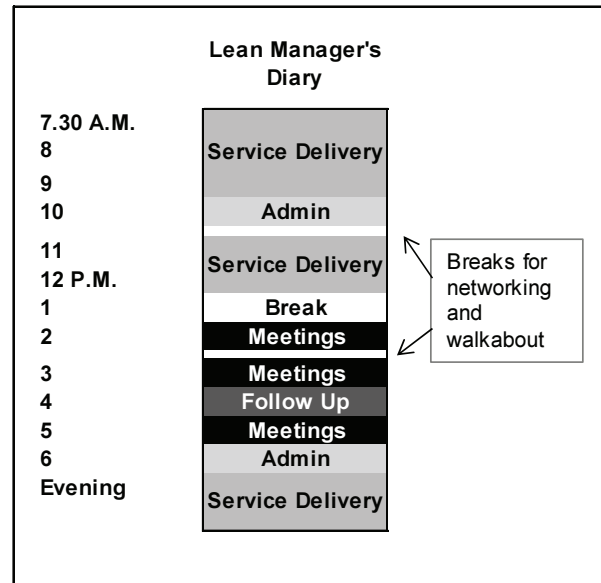 Lean Manager's
Diary
7.30 A.M.
8
Service Delivery
9
10
Admin
11
Service Delivery
12 P.M.
1
Break
2
Meetings
3
Meetings
4
Follow Up
5
Meetings
6
Admin
Evening
Service Delivery
Breaks for
networking
and
walkabout